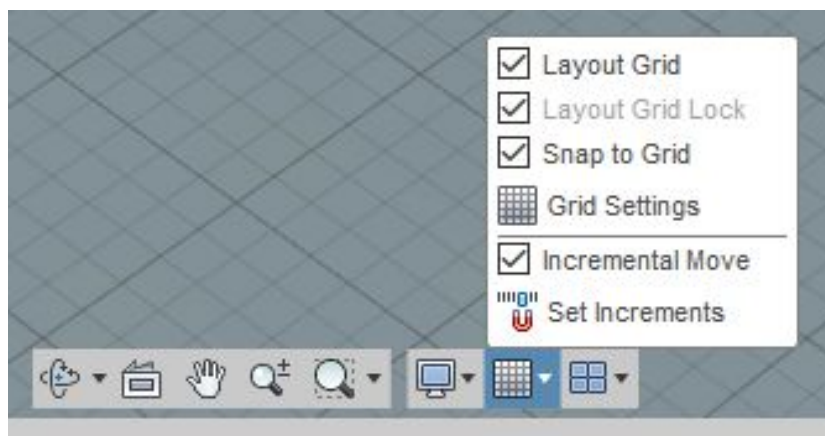 Layout Grid
Layout Grid Lock
Snap to Grid
Grid Settings
Incremental Move
Set Increments